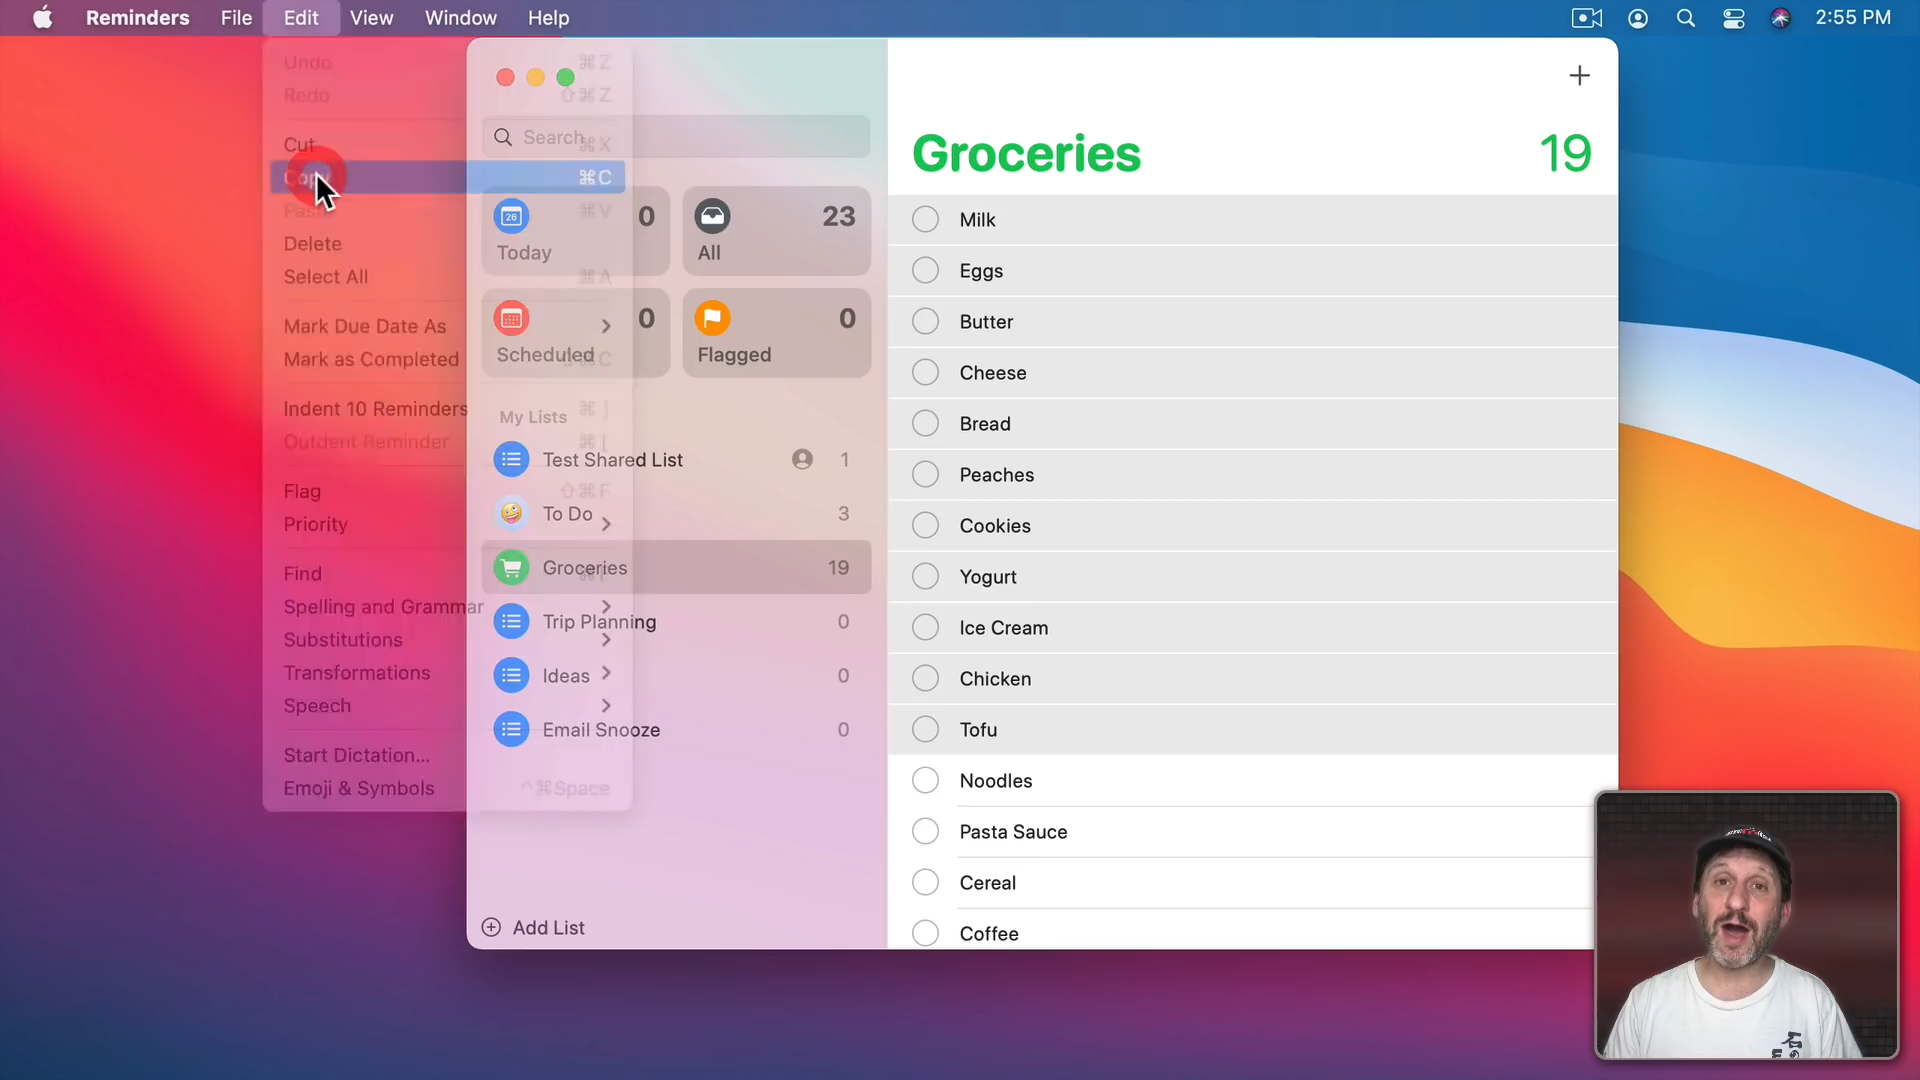 Reminders File Edit View Window Help 2:55 PM
Undo ⌘Z
Redo ⇧⌘Z
Cut ⌘X
Copy ⌘C
Paste ⌘V
Delete
Select All ⌘A
Mark Due Date As
Mark as Completed ⇧⌘C
Indent 10 Reminders ⌘]
Outdent Reminder ⌘[
Flag ⇧⌘F
Priority
Find
Spelling and Grammar
Substitutions
Transformations
Speech
Start Dictation...
Emoji & Symbols ^⌘Space
Search
26 0
Today
23
All
0
Scheduled
0
Flagged
My Lists
Test Shared List 1
To Do 3
Groceries 19
Trip Planning 0
Ideas 0
Email Snooze 0
Add List
Groceries 19
Milk
Eggs
Butter
Cheese
Bread
Peaches
Cookies
Yogurt
Ice Cream
Chicken
Tofu
Noodles
Pasta Sauce
Cereal
Coffee